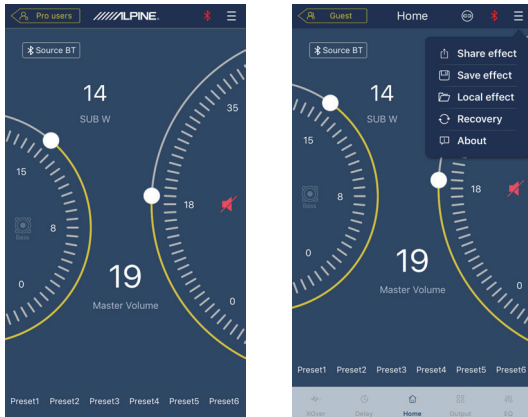 Pro users
ALPINE.
Source BT
14
SUB W
35
15
8
18
Bass
0
0
19
Master Volume
Preset1 Preset2 Preset3 Preset4 Preset5 Preset6
Guest
Home
Source BT
Share effect
Save effect
Local effect
Recovery
About
14
SUB W
15
8
18
Bass
0
0
19
Master Volume
Preset1 Preset2 Preset3 Preset4 Preset5 Preset6
XOver Delay Home Output EQ